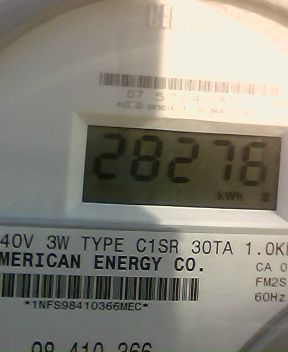 28276
kWh
40V 3W TYPE C1SR 30TA 1.0K
MERICAN ENERGY CO.
CA 0
FM2S
60Hz
*1NFS98410366MEC*
98 410 366